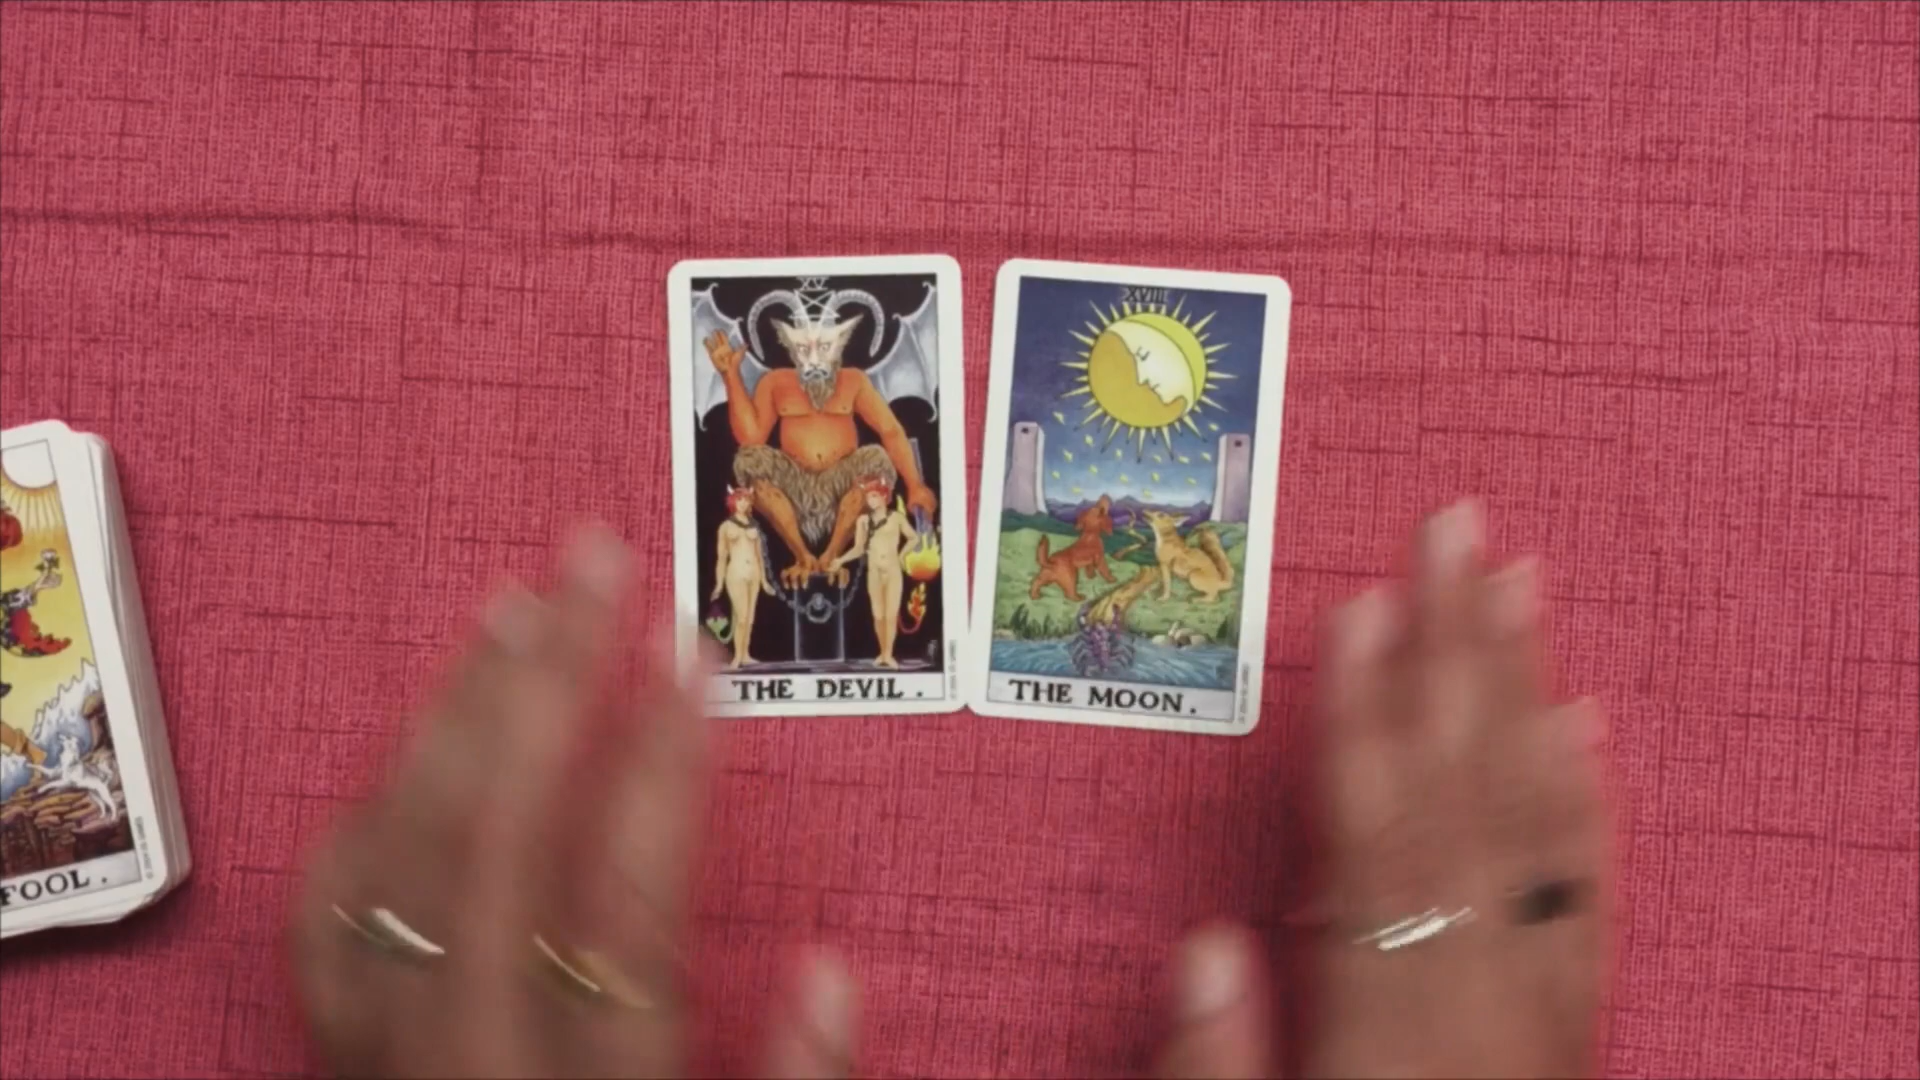 XV
XVIII
THE DEVIL.
THE MOON.
FOOL.